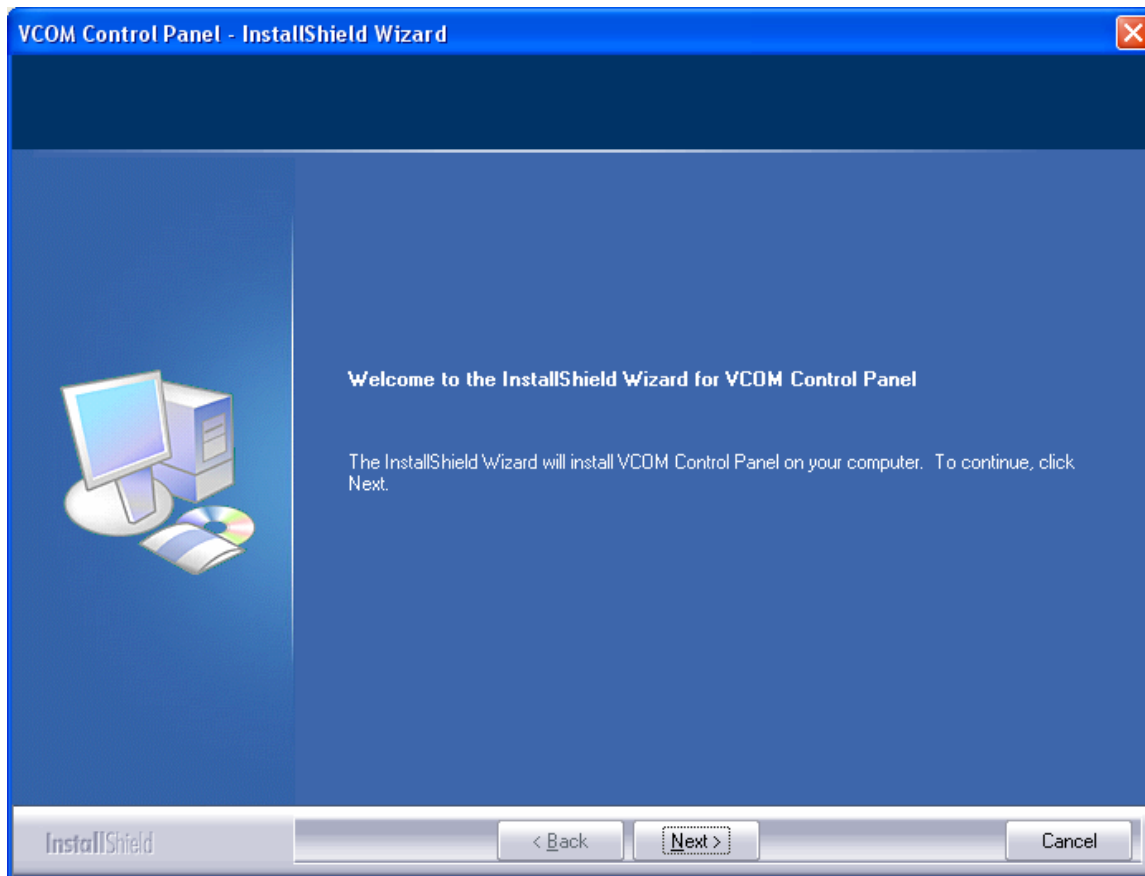 VCOM Control Panel - InstallShield Wizard
Welcome to the InstallShield Wizard for VCOM Control Panel
The InstallShield Wizard will install VCOM Control Panel on your computer.  To continue, click
Next.
InstallShield
< Back
Next >
Cancel